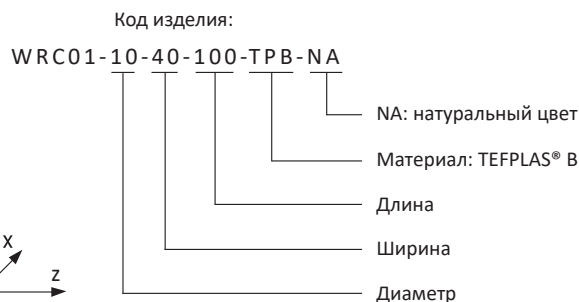 Код изделия:
WRC01-10-40-100-TPB-NA
NA: натуральный цвет
Материал: TEFPLAS® B
Длина
Ширина
Диаметр
X
Z